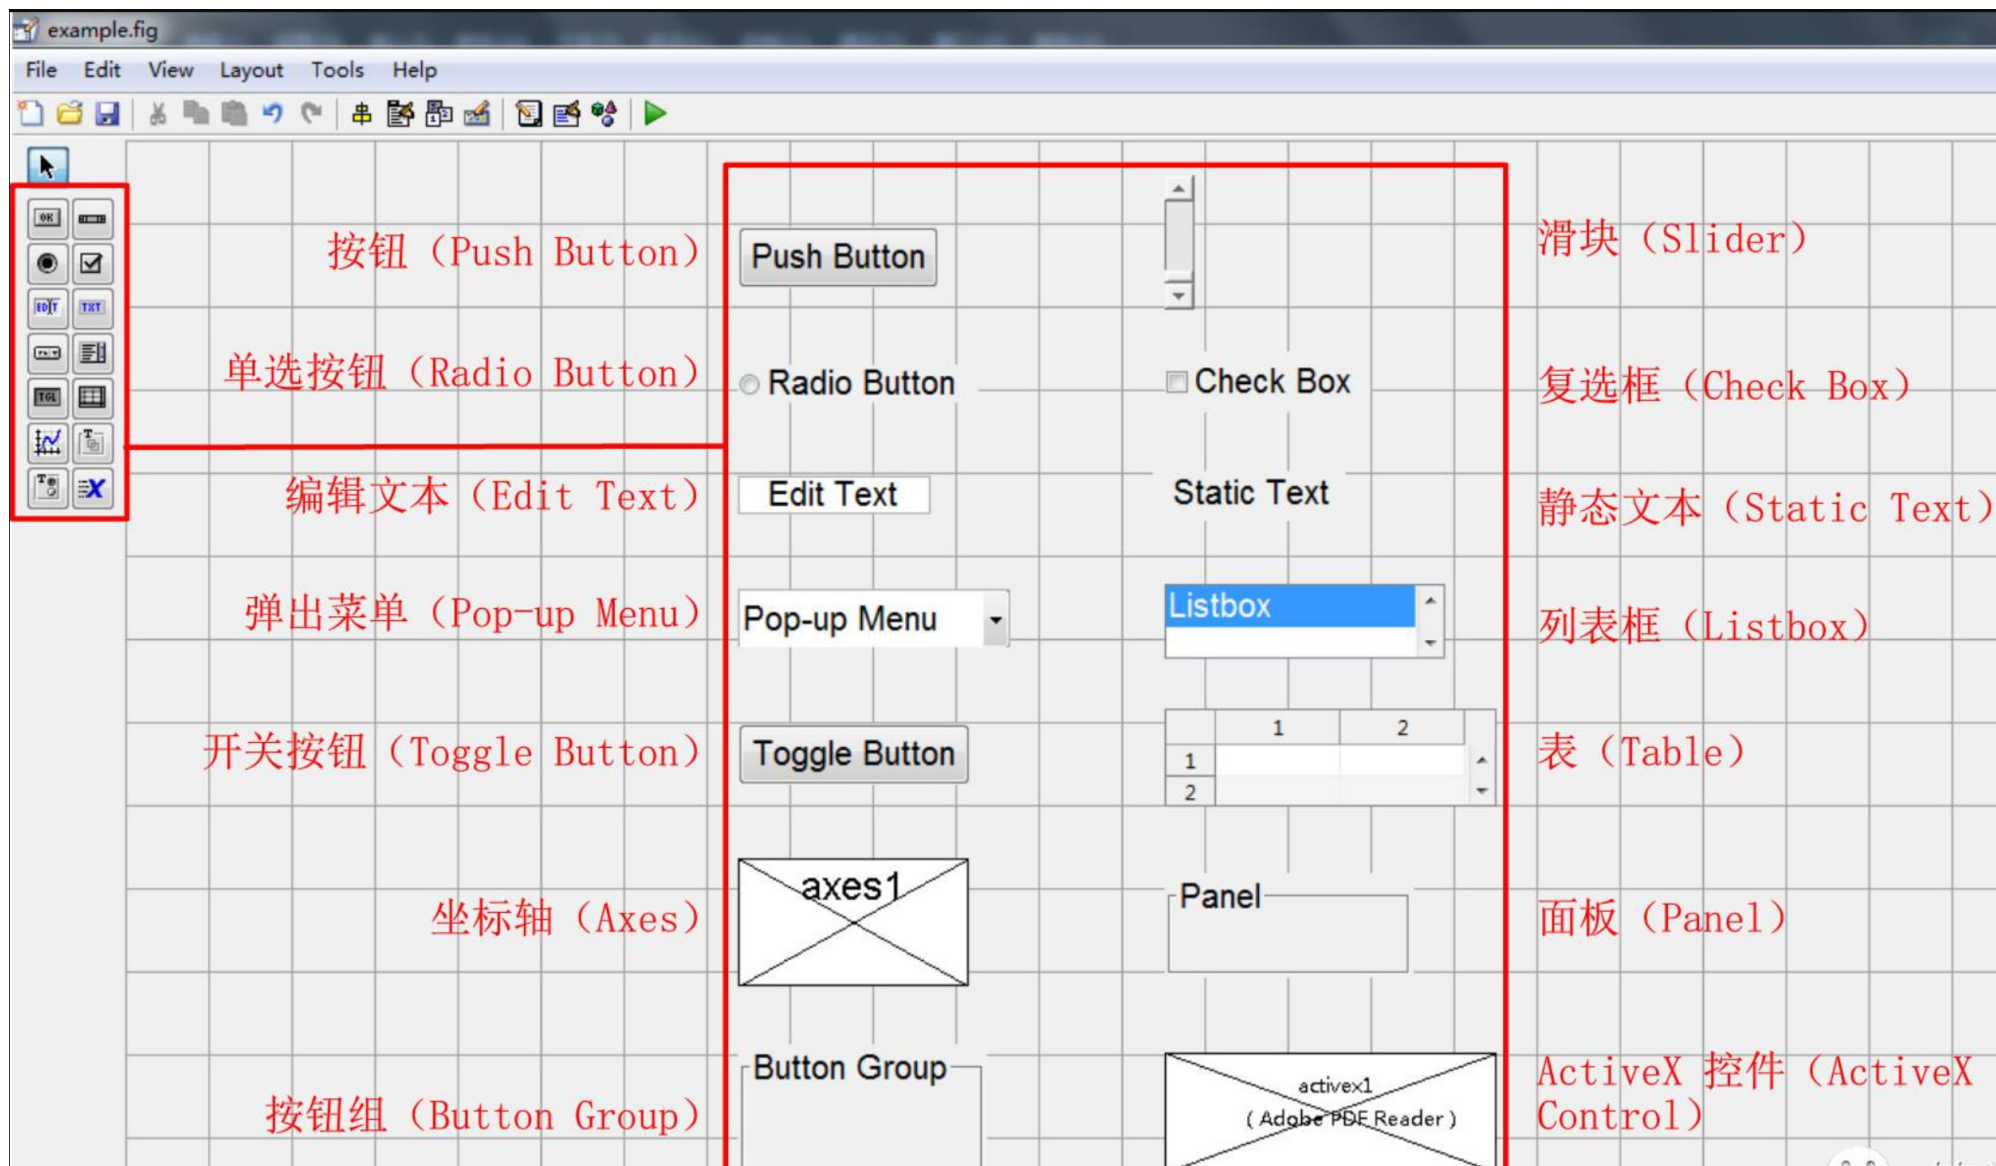 example.fig
File Edit View Layout Tools Help
OK
EDIT TXT
TGL
按钮（Push Button） Push Button 滑块（Slider）
单选按钮（Radio Button） Radio Button Check Box 复选框（Check Box）
编辑文本（Edit Text） Edit Text Static Text 静态文本（Static Text）
弹出菜单（Pop-up Menu） Pop-up Menu Listbox 列表框（Listbox）
1 2
开关按钮（Toggle Button） Toggle Button 1 表（Table）
2
坐标轴（Axes） axes1 Panel 面板（Panel）
按钮组（Button Group） Button Group
activex1
( Adobe PDF Reader )
ActiveX 控件（ActiveX
Control）